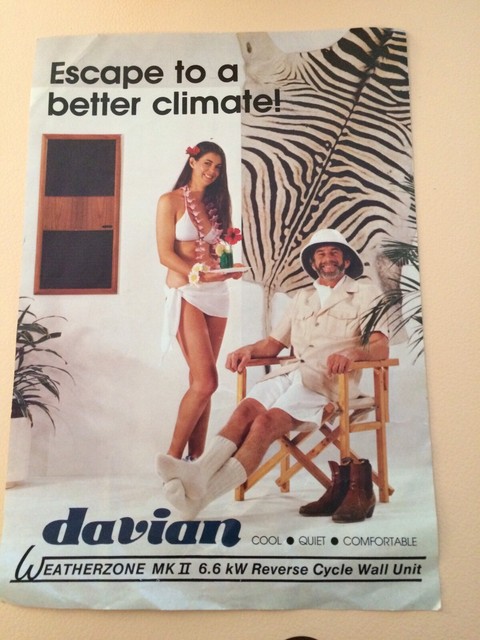 Escape to a
better climate!
davian COOL ● QUIET ● COMFORTABLE
WEATHERZONE MK II 6.6 kW Reverse Cycle Wall Unit